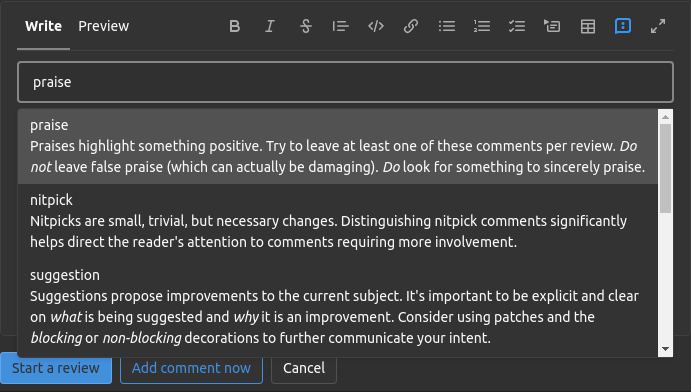 Write Preview
praise
praise
Praises highlight something positive. Try to leave at least one of these comments per review. Do
not leave false praise (which can actually be damaging). Do look for something to sincerely praise.
nitpick
Nitpicks are small, trivial, but necessary changes. Distinguishing nitpick comments significantly
helps direct the reader's attention to comments requiring more involvement.
suggestion
Suggestions propose improvements to the current subject. It's important to be explicit and clear
on what is being suggested and why it is an improvement. Consider using patches and the
blocking or non-blocking decorations to further communicate your intent.
Start a review Add comment now Cancel